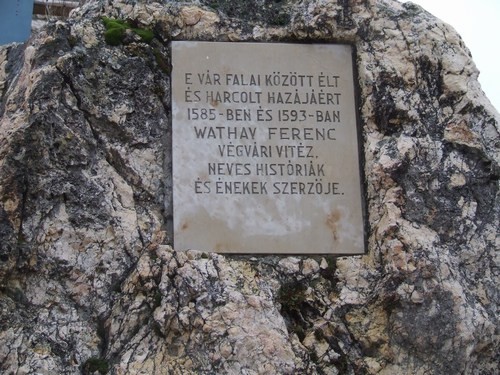 E VÁR FALAI KÖZÖTT ÉLT
ÉS HARCOLT HAZÁJÁÉRT
1585-BEN ÉS 1593-BAN
WATHAY FERENC
VÉGVÁRI VITÉZ.
NEVES HISTÓRIÁK
ÉS ÉNEKEK SZERZŐJE.